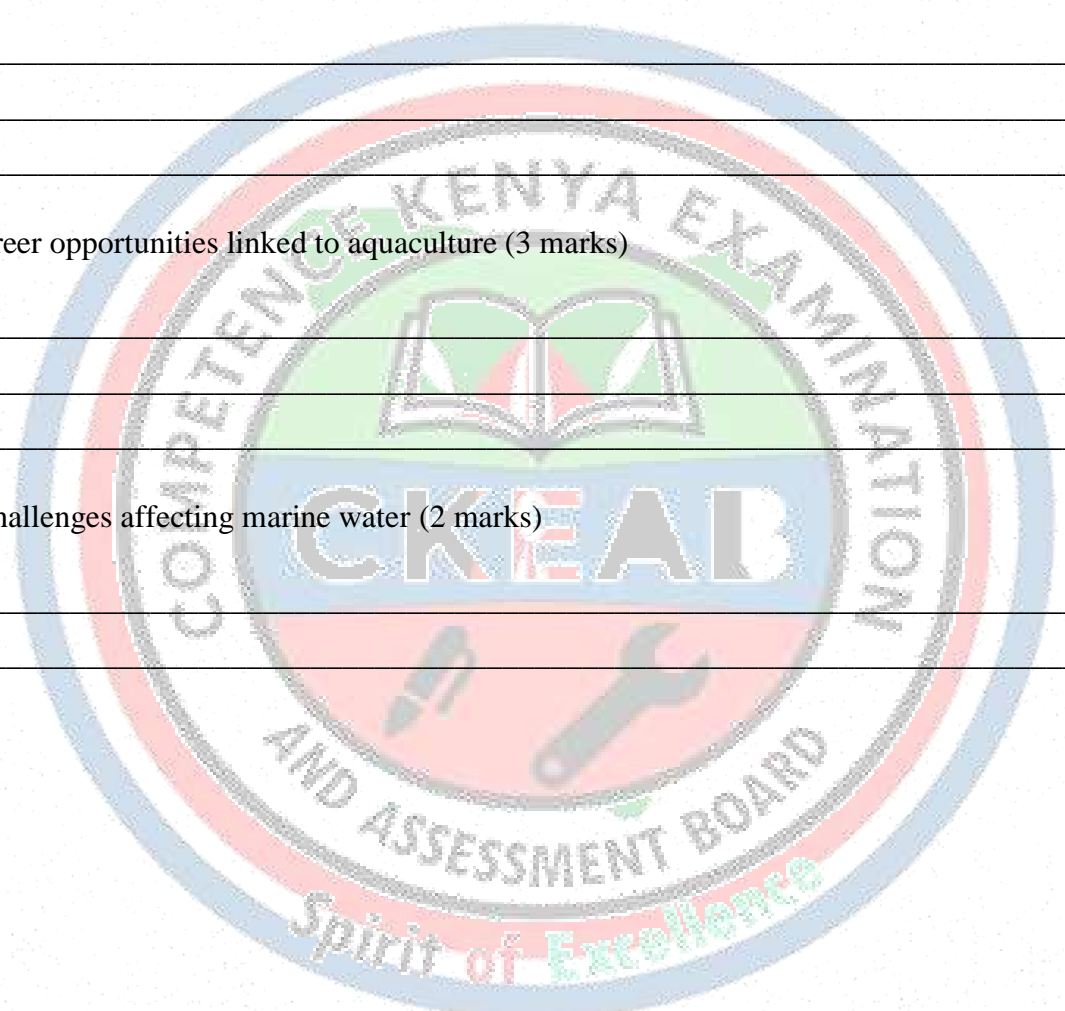 reer opportunities linked to aquaculture (3 marks)
hallenges affecting marine water (2 marks)
COMPETENCE KENYA EXAMINATION
CKEAB
AND ASSESSMENT BOARD
Spirit of Excellence